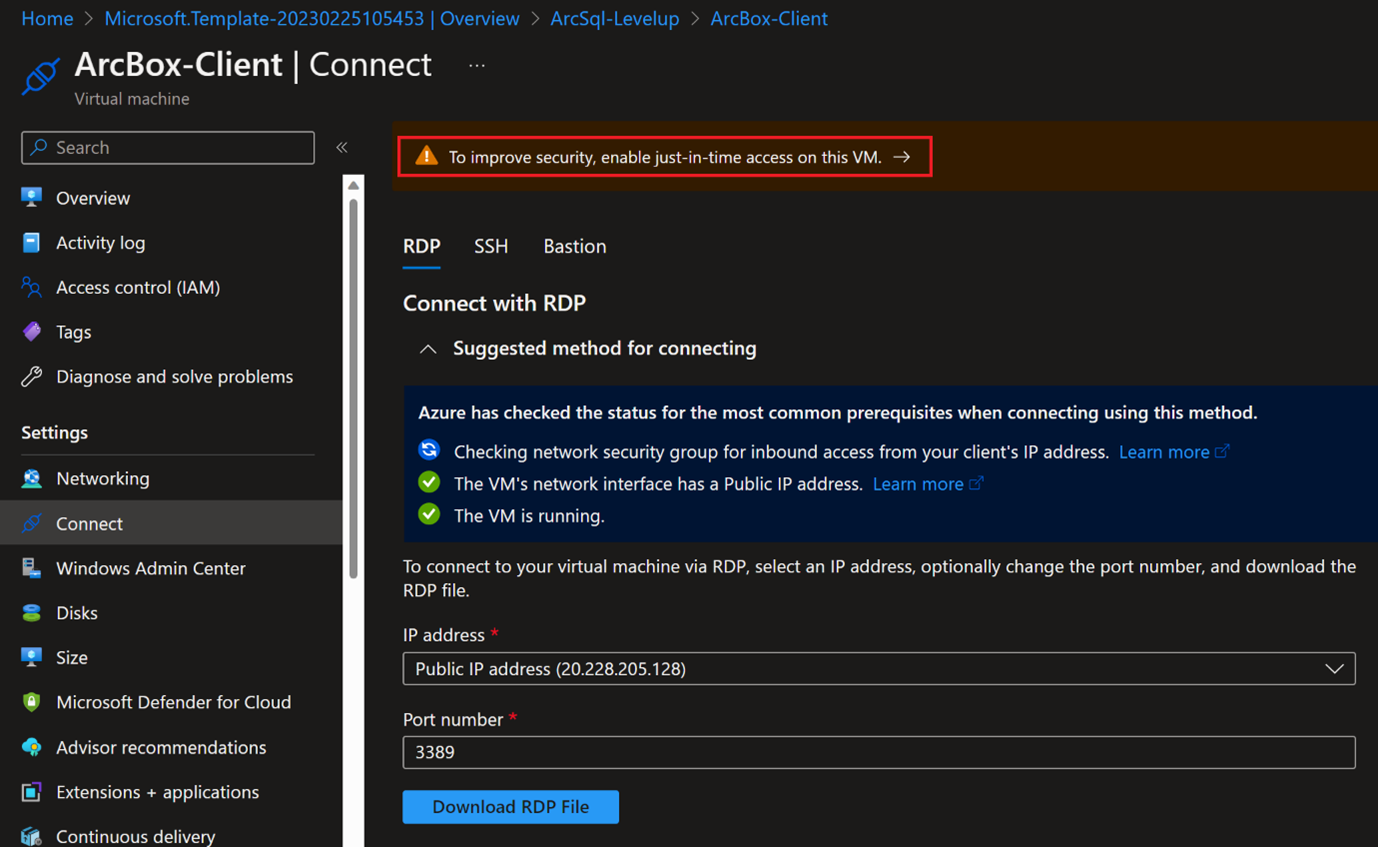 Home > Microsoft.Template-20230225105453 | Overview > ArcSql-Levelup > ArcBox-Client
ArcBox-Client | Connect ...
Virtual machine
Search «
Overview
Activity log
Access control (IAM)
Tags
Diagnose and solve problems
Settings
Networking
Connect
Windows Admin Center
Disks
Size
Microsoft Defender for Cloud
Advisor recommendations
Extensions + applications
Continuous delivery
To improve security, enable just-in-time access on this VM. →
RDP SSH Bastion
Connect with RDP
Suggested method for connecting
Azure has checked the status for the most common prerequisites when connecting using this method.
Checking network security group for inbound access from your client's IP address. Learn more
The VM's network interface has a Public IP address. Learn more
The VM is running.
To connect to your virtual machine via RDP, select an IP address, optionally change the port number, and download the
RDP file.
IP address *
Public IP address (20.228.205.128)
Port number *
3389
Download RDP File